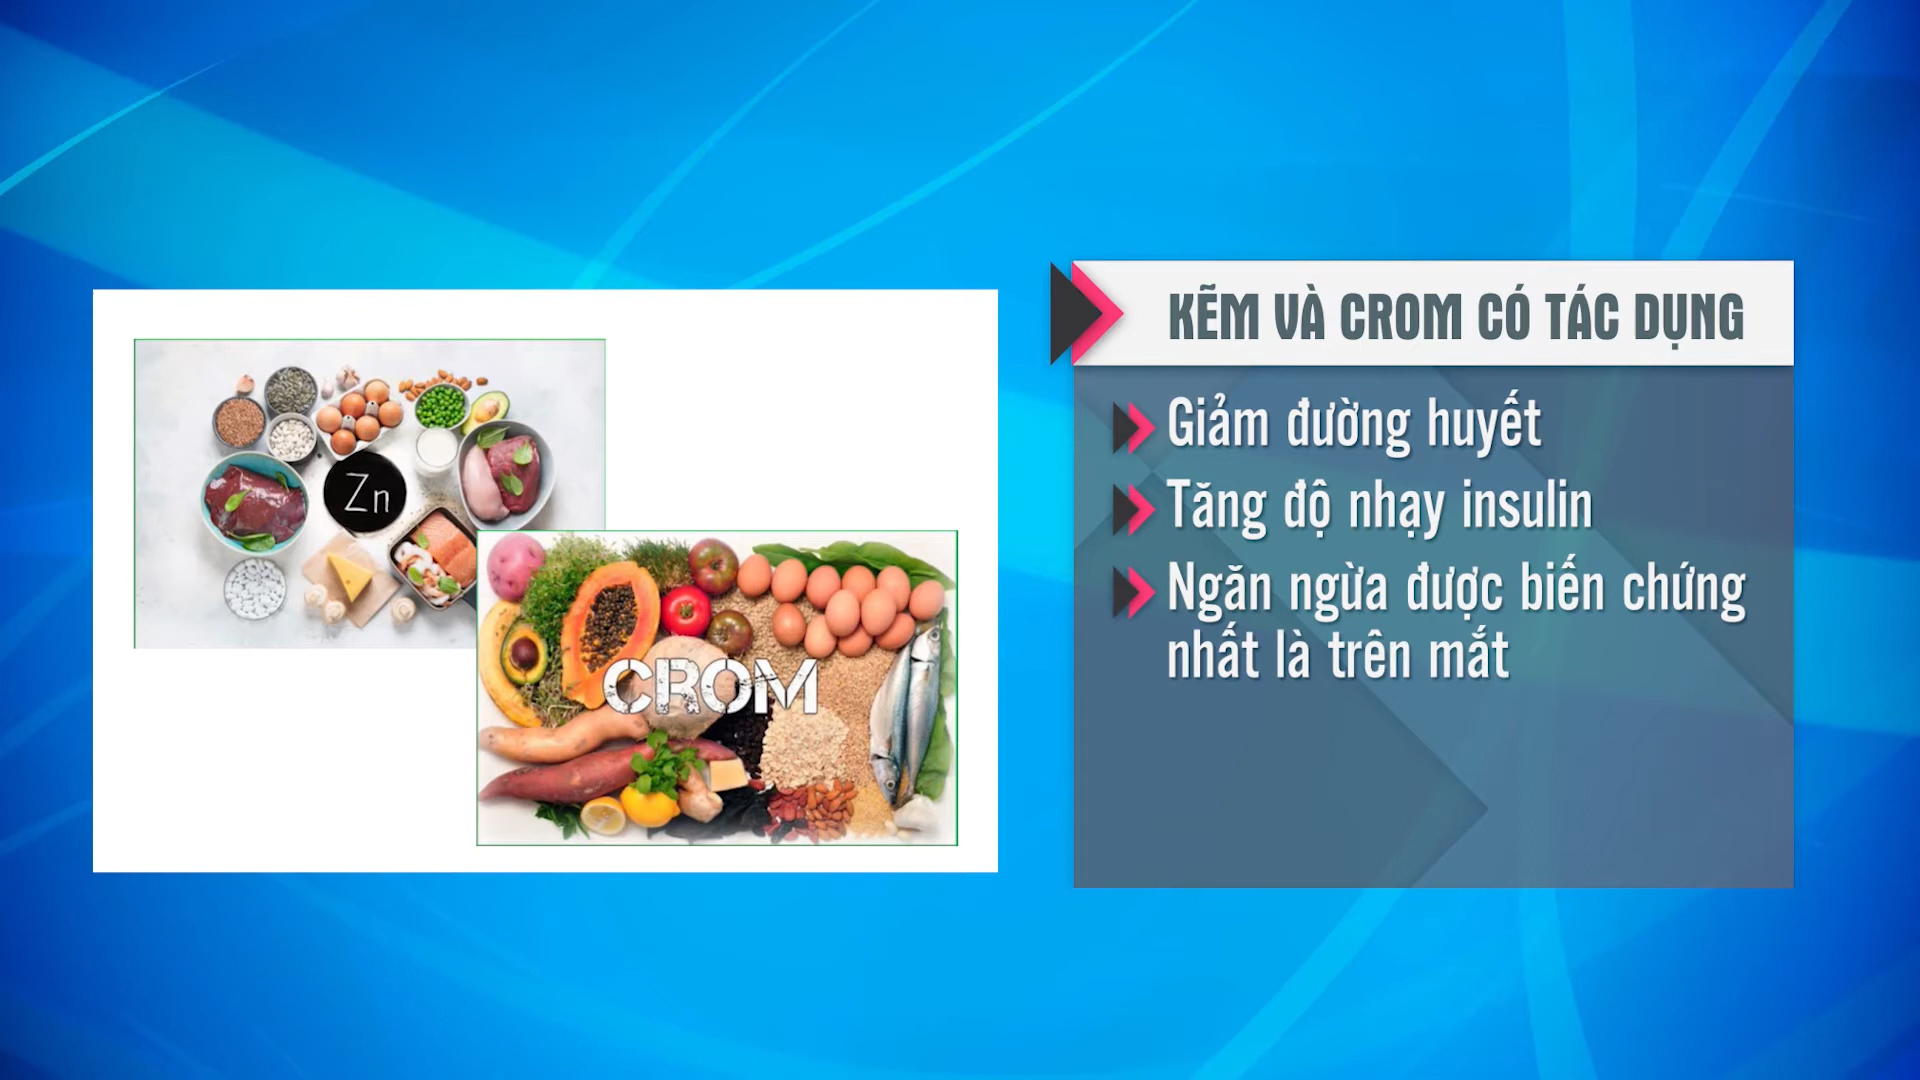 Zn
CROM
KẼM VÀ CROM CÓ TÁC DỤNG
Giảm đường huyết
Tăng độ nhạy insulin
Ngăn ngừa được biến chứng
nhất là trên mắt